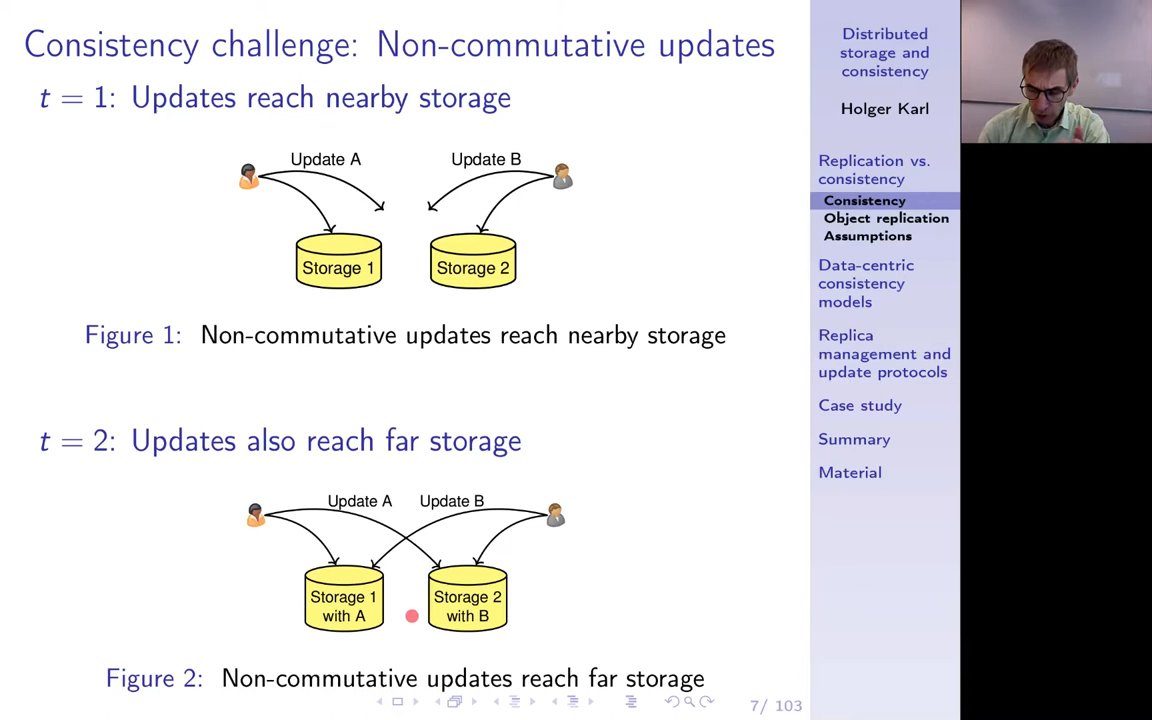 Consistency challenge: Non-commutative updates
t = 1: Updates reach nearby storage
Update A
Update B
Storage 1
Storage 2
Figure 1: Non-commutative updates reach nearby storage
t = 2: Updates also reach far storage
Update A
Update B
Storage 1
with A
Storage 2
with B
Figure 2: Non-commutative updates reach far storage
7/ 103
Distributed
storage and
consistency
Holger Karl
Replication vs.
consistency
Consistency
Object replication
Assumptions
Data-centric
consistency
models
Replica
management and
update protocols
Case study
Summary
Material